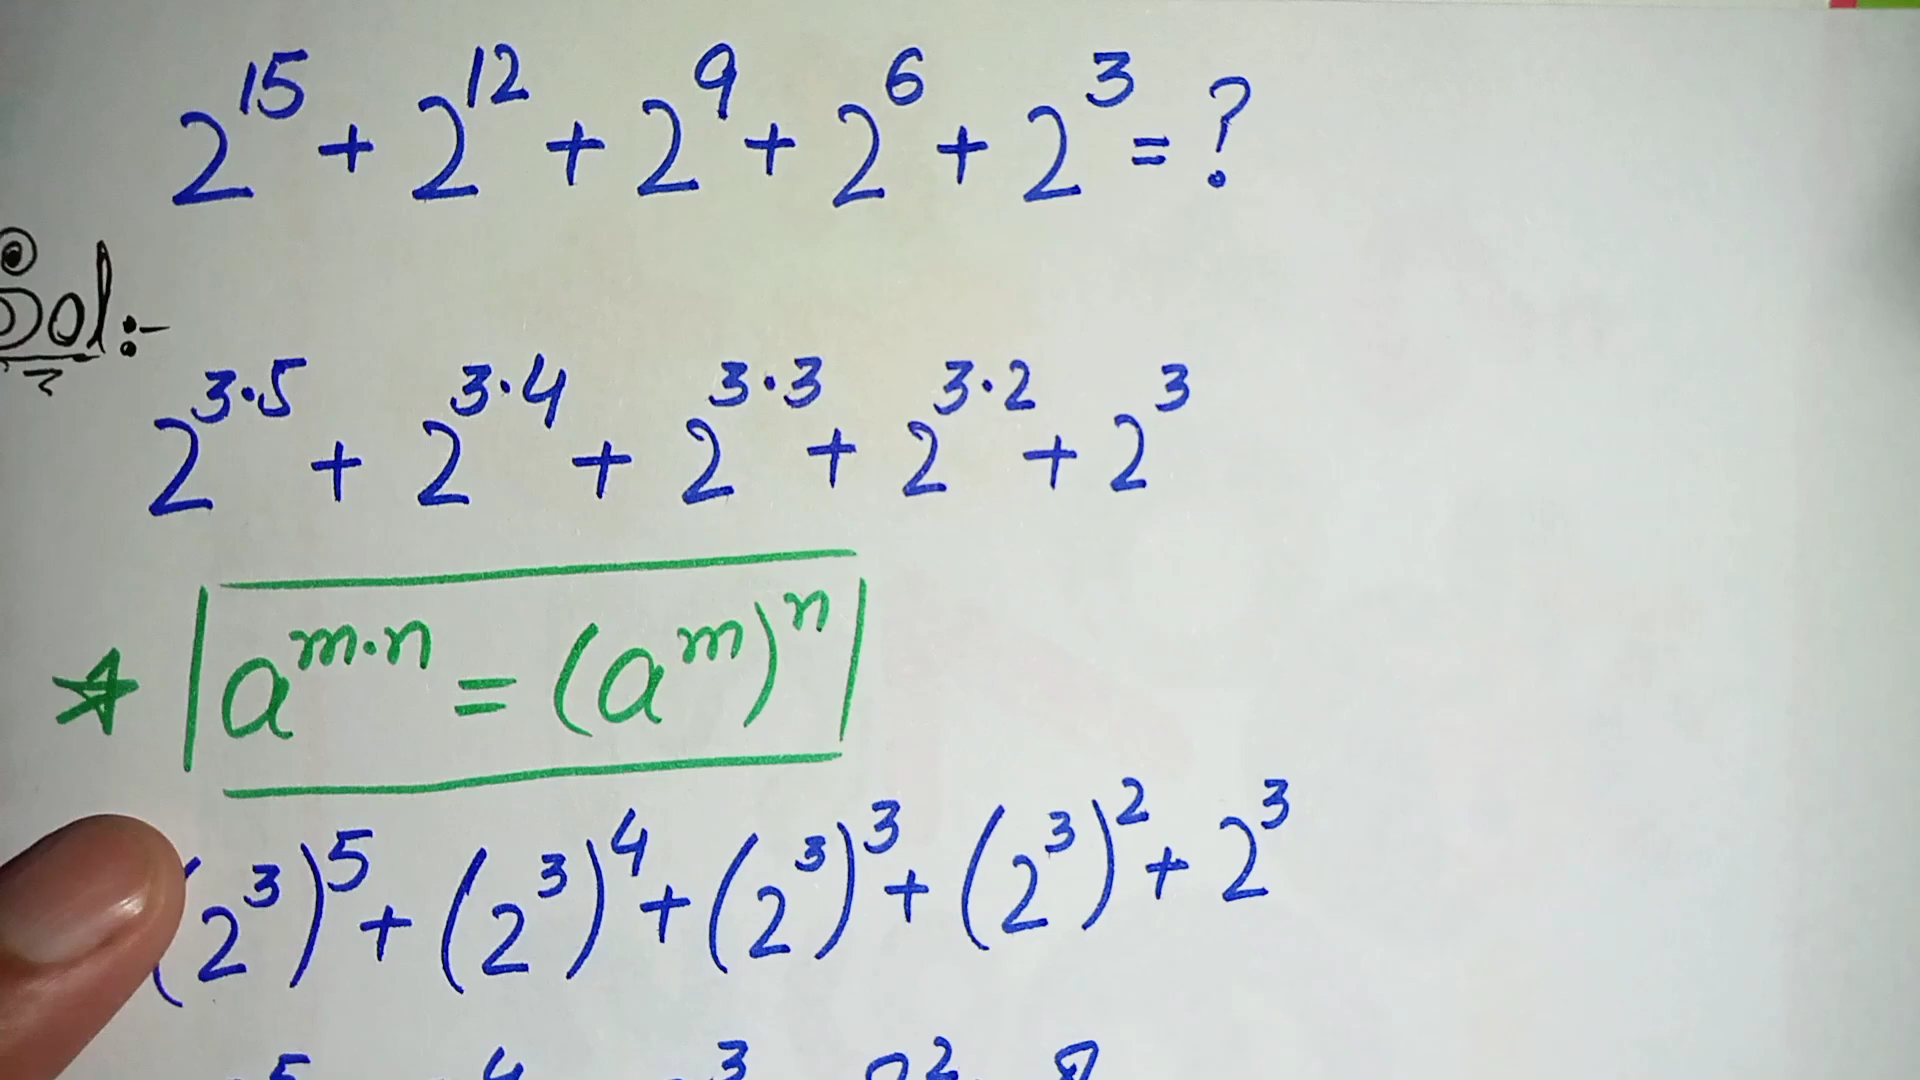 2^15 + 2^12 + 2^9 + 2^6 + 2^3 = ?
Sol:-
2^3·5 + 2^3·4 + 2^3·3 + 2^3·2 + 2^3
a^m·n = (a^m)^n
(2^3)^5 + (2^3)^4 + (2^3)^3 + (2^3)^2 + 2^3